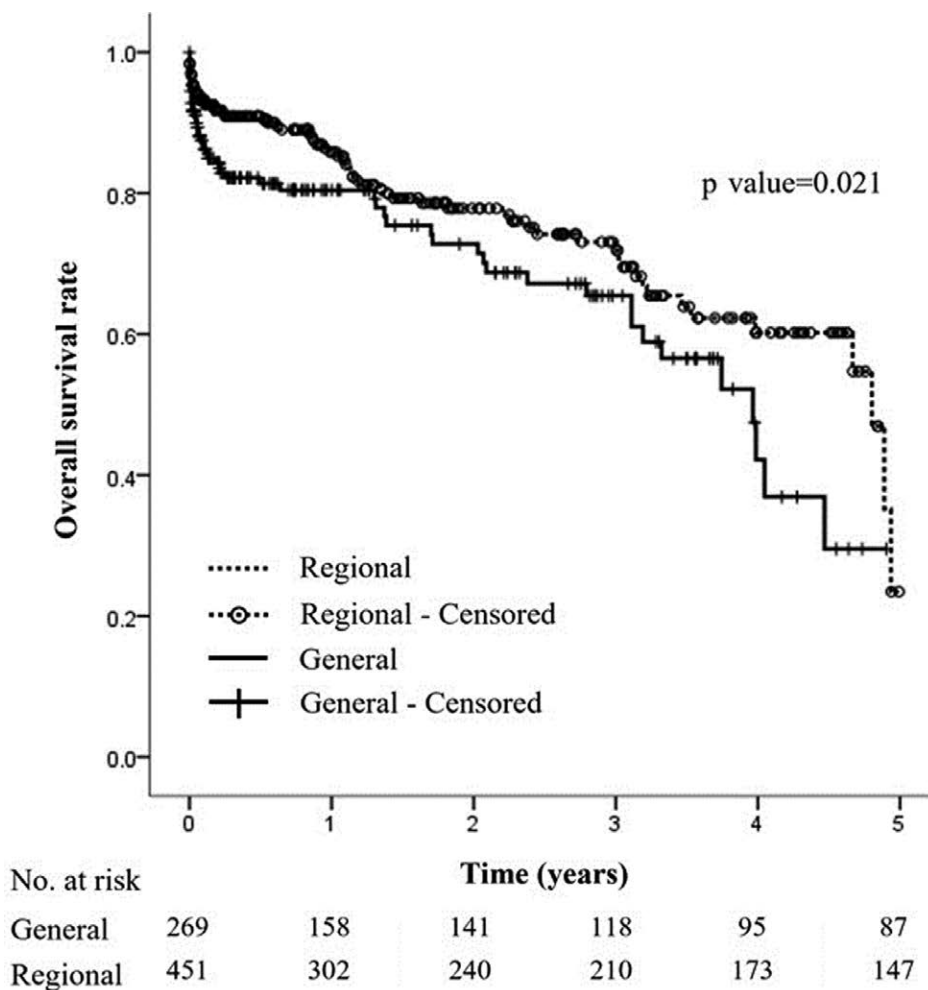 1.0
0.8
0.6
0.4
0.2
0.0
Overall survival rate
p value=0.021
Regional
Regional - Censored
General
General - Censored
0 1 2 3 4 5
Time (years)
No. at risk
General 269 158 141 118 95 87
Regional 451 302 240 210 173 147